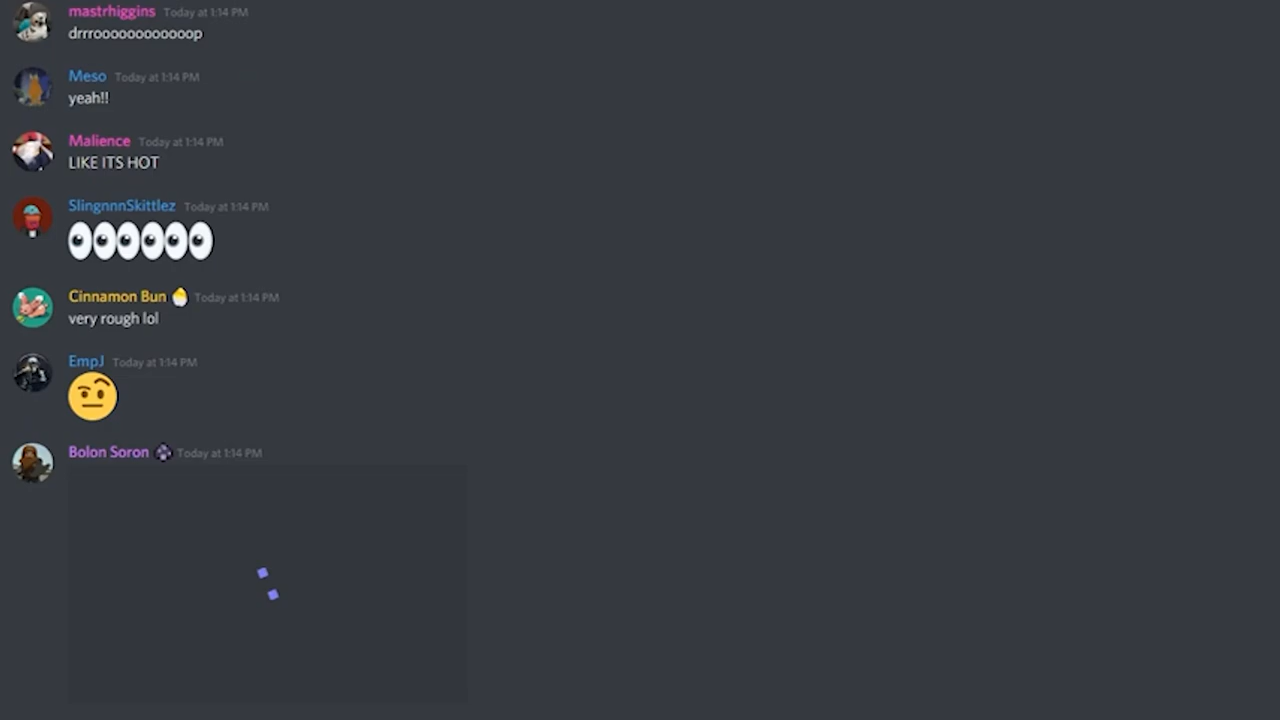 mastrhiggins Today at 1:14 PM
drrrooooooooooooop
Meso Today at 1:14 PM
yeah!!
Malience Today at 1:14 PM
LIKE ITS HOT
SlingnnnSkittlez Today at 1:14 PM
Cinnamon Bun Today at 1:14 PM
very rough lol
EmpJ Today at 1:14 PM
Bolon Soron Today at 1:14 PM